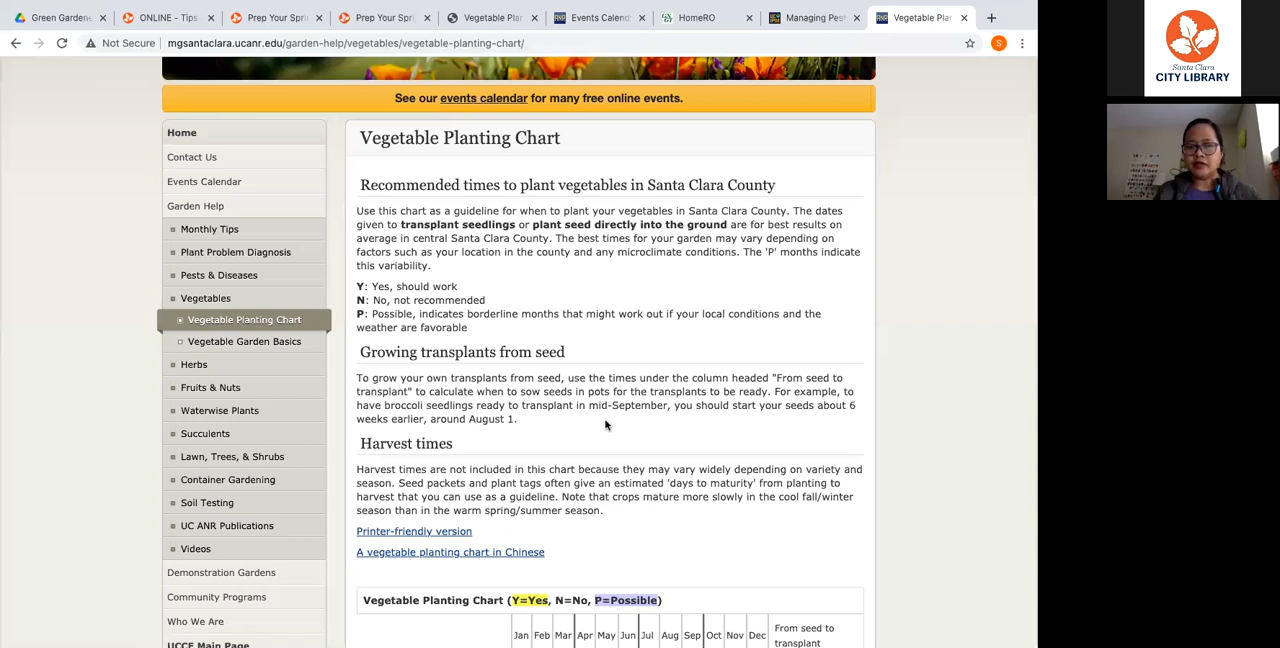 Green Garden
ONLINE - Tips
Prep Your Spri
Prep Your Spri
Vegetable Plan
Events Calend
HomeRO
Managing Pest
Vegetable Plan
Not Secure
mgsantaclara.ucanr.edu/garden-help/vegetables/vegetable-planting-chart/
S
Santa Clara
CITY LIBRARY
See our events calendar for many free online events.
Home
Contact Us
Events Calendar
Garden Help
Monthly Tips
Plant Problem Diagnosis
Pests & Diseases
Vegetables
Vegetable Planting Chart
Vegetable Garden Basics
Herbs
Fruits & Nuts
Waterwise Plants
Succulents
Lawn, Trees, & Shrubs
Container Gardening
Soil Testing
UC ANR Publications
Videos
Demonstration Gardens
Community Programs
Who We Are
UCCE Main Page
Vegetable Planting Chart
Recommended times to plant vegetables in Santa Clara County
Use this chart as a guideline for when to plant your vegetables in Santa Clara County. The dates
given to transplant seedlings or plant seed directly into the ground are for best results on
average in central Santa Clara County. The best times for your garden may vary depending on
factors such as your location in the county and any microclimate conditions. The 'P' months indicate
this variability.
Y: Yes, should work
N: No, not recommended
P: Possible, indicates borderline months that might work out if your local conditions and the
weather are favorable
Growing transplants from seed
To grow your own transplants from seed, use the times under the column headed "From seed to
transplant" to calculate when to sow seeds in pots for the transplants to be ready. For example, to
have broccoli seedlings ready to transplant in mid-September, you should start your seeds about 6
weeks earlier, around August 1.
Harvest times
Harvest times are not included in this chart because they may vary widely depending on variety and
season. Seed packets and plant tags often give an estimated 'days to maturity' from planting to
harvest that you can use as a guideline. Note that crops mature more slowly in the cool fall/winter
season than in the warm spring/summer season.
Printer-friendly version
A vegetable planting chart in Chinese
Vegetable Planting Chart (Y=Yes, N=No, P=Possible)
Jan Feb Mar Apr May Jun Jul Aug Sep Oct Nov Dec From seed to
transplant